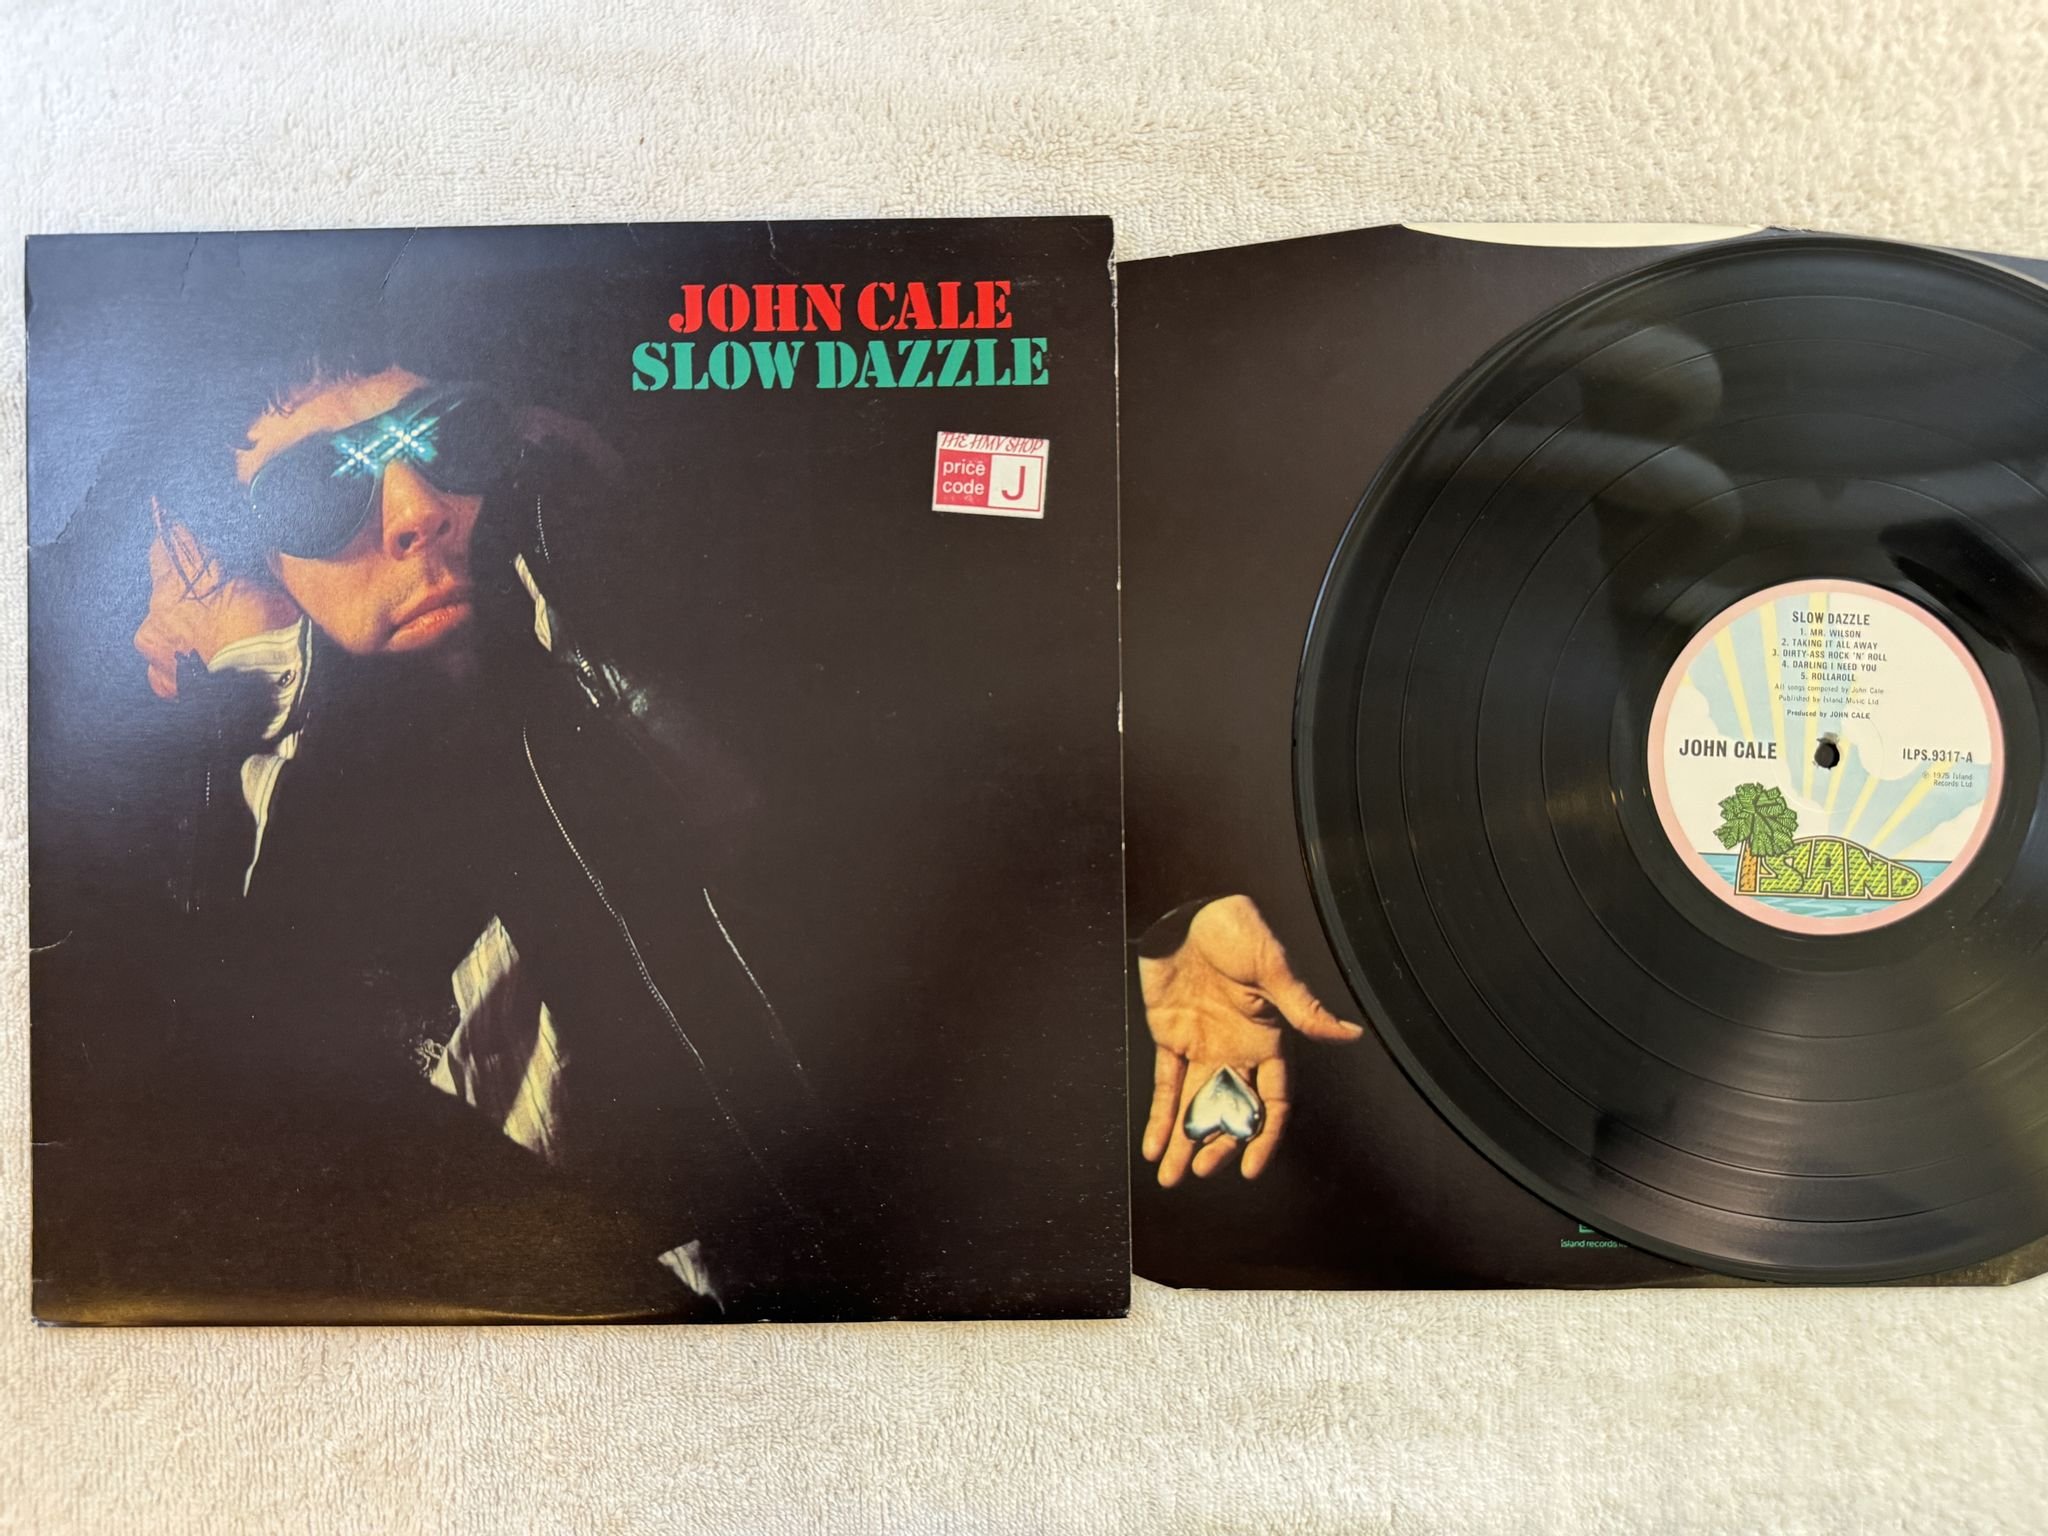 JOHN CALE
SLOW DAZZLE
THE HMV SHOP
price
code
J
SLOW DAZZLE
1. MR. WILSON
2. TAKING IT ALL AWAY
3. DIRTY-ASS ROCK 'N' ROLL
4. DARLING I NEED YOU
5. ROLLAROLL
All songs composed by John Cale
Published by Island Music Ltd
Produced by JOHN CALE
JOHN CALE
ILPS.9317-A
℗ 1975 Island
Records Ltd
ISLAND
island records